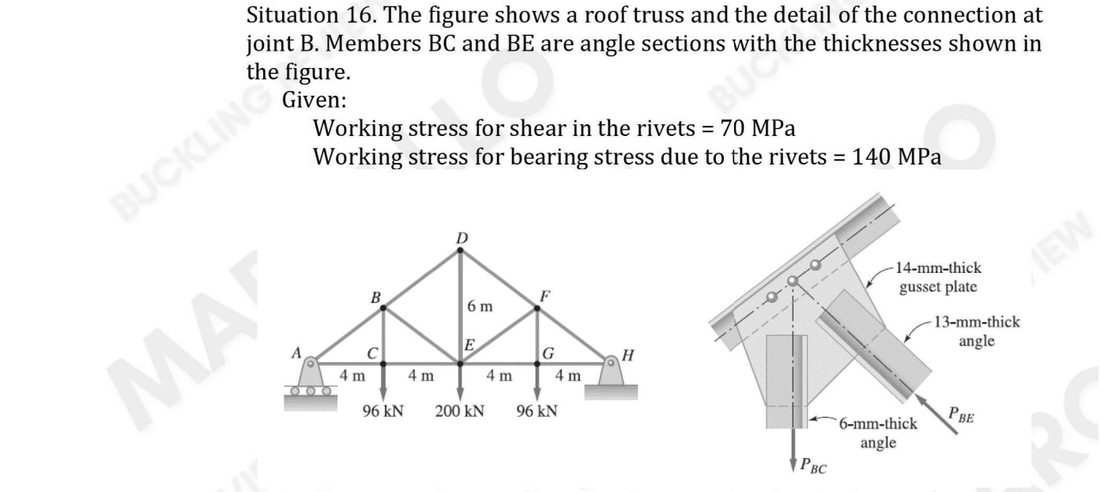 Situation 16. The figure shows a roof truss and the detail of the connection at
joint B. Members BC and BE are angle sections with the thicknesses shown in
the figure.
Given:
Working stress for shear in the rivets = 70 MPa
Working stress for bearing stress due to the rivets = 140 MPa
D
B
6 m
F
A
C
E
G
H
4 m
4 m
4 m
4 m
96 kN
200 kN
96 kN
14-mm-thick
gusset plate
13-mm-thick
angle
6-mm-thick
angle
PBE
PBC
BUCKLING